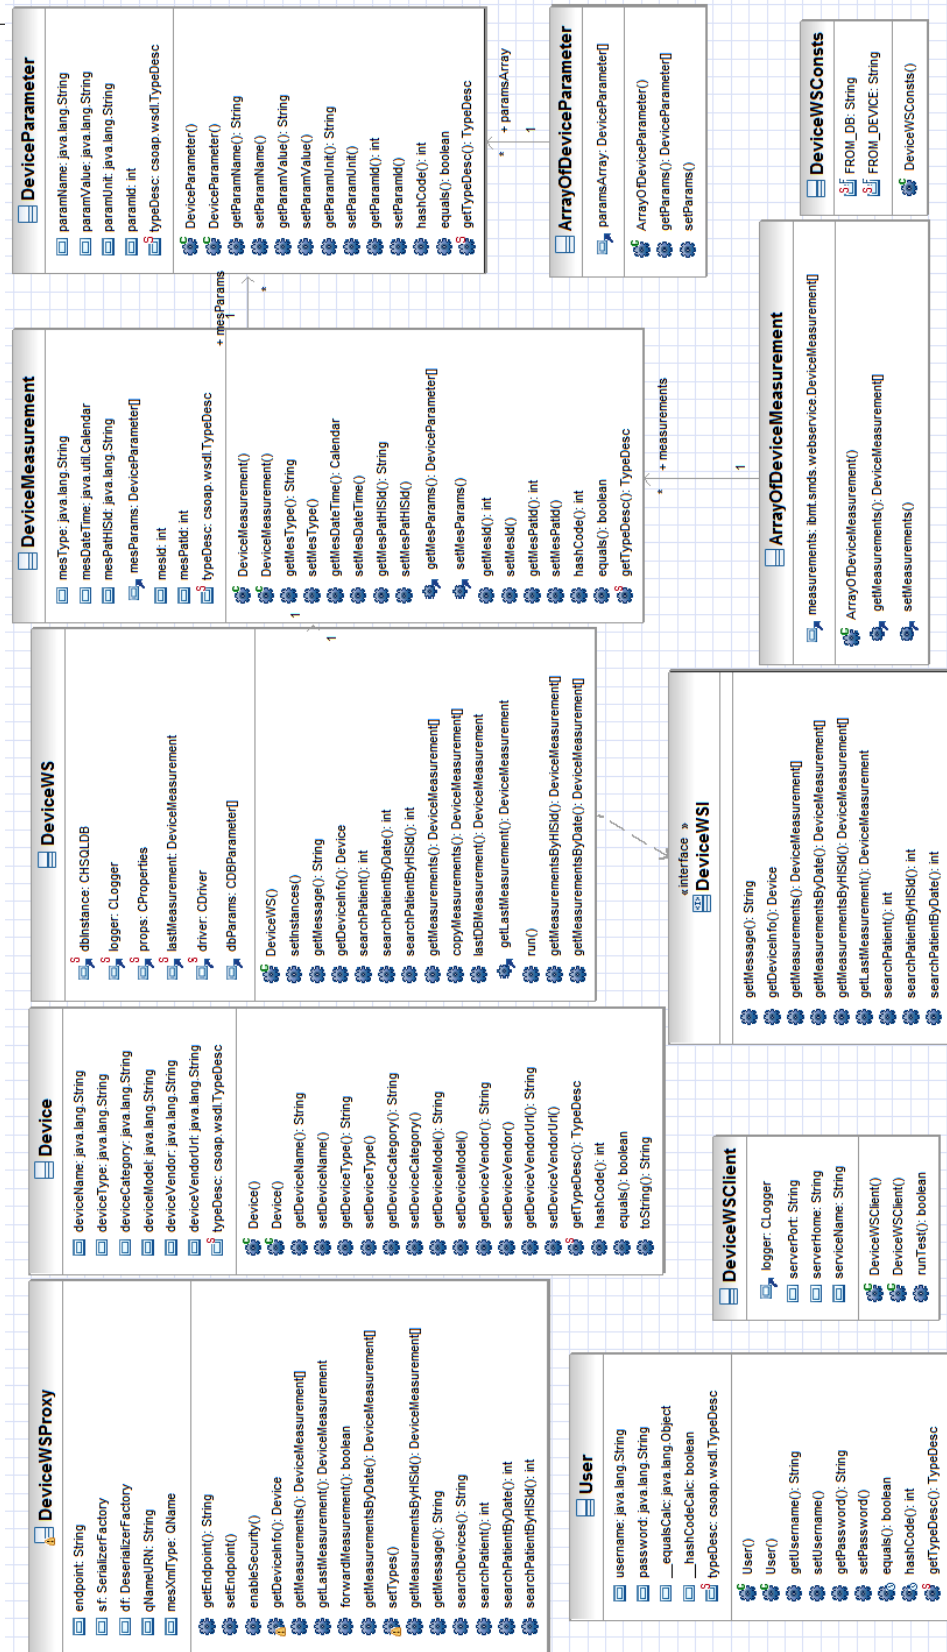 DeviceWSProxy
endpoint: String
sf: SerializerFactory
df: DeserializerFactory
qNameURN: String
mesXmlType: QName
getEndpoint(): String
setEndpoint()
enableSecurity()
getDeviceInfo(): Device
getMeasurements(): DeviceMeasurement[]
getLastMeasurement(): DeviceMeasurement
forwardMeasurement(): boolean
getMeasurementsByDate(): DeviceMeasurement[]
setTypes()
getMeasurementsByHISId(): DeviceMeasurement[]
getMessage(): String
searchDevices(): String
searchPatient(): int
searchPatientByDate(): int
searchPatientByHISId(): int
Device
deviceName: java.lang.String
deviceType: java.lang.String
deviceCategory: java.lang.String
deviceModel: java.lang.String
deviceVendor: java.lang.String
deviceVendorUrl: java.lang.String
typeDesc: csoap.wsdl.TypeDesc
Device()
Device()
getDeviceName(): String
setDeviceName()
getDeviceType(): String
setDeviceType()
getDeviceCategory(): String
setDeviceCategory()
getDeviceModel(): String
setDeviceModel()
getDeviceVendor(): String
setDeviceVendor()
getDeviceVendorUrl(): String
setDeviceVendorUrl()
getTypeDesc(): TypeDesc
hashCode(): int
equals(): boolean
toString(): String
DeviceWS
dbInstance: CHSQLDB
logger: CLogger
props: CProperties
lastMeasurement: DeviceMeasurement
driver: CDriver
dbParams: CDBParameter[]
DeviceWS()
setInstances()
getMessage(): String
getDeviceInfo(): Device
searchPatient(): int
searchPatientByDate(): int
searchPatientByHISId(): int
getMeasurements(): DeviceMeasurement[]
copyMeasurements(): DeviceMeasurement[]
lastDBMeasurement(): DeviceMeasurement
getLastMeasurement(): DeviceMeasurement
run()
getMeasurementsByHISId(): DeviceMeasurement[]
getMeasurementsByDate(): DeviceMeasurement[]
1
1
DeviceMeasurement
mesType: java.lang.String
mesDateTime: java.util.Calendar
mesPatHISId: java.lang.String
mesParams: DeviceParameter[]
mesId: int
mesPatId: int
typeDesc: csoap.wsdl.TypeDesc
DeviceMeasurement()
DeviceMeasurement()
getMesType(): String
setMesType()
getMesDateTime(): Calendar
setMesDateTime()
getMesPatHISId(): String
setMesPatHISId()
getMesParams(): DeviceParameter[]
setMesParams()
getMesId(): int
setMesId()
getMesPatId(): int
setMesPatId()
hashCode(): int
equals(): boolean
getTypeDesc(): TypeDesc
+ mesParams
1
*
DeviceParameter
paramName: java.lang.String
paramValue: java.lang.String
paramUnit: java.lang.String
paramId: int
typeDesc: csoap.wsdl.TypeDesc
DeviceParameter()
DeviceParameter()
getParamName(): String
setParamName()
getParamValue(): String
setParamValue()
getParamUnit(): String
setParamUnit()
getParamId(): int
setParamId()
hashCode(): int
equals(): boolean
getTypeDesc(): TypeDesc
* + paramsArray
1
User
username: java.lang.String
password: java.lang.String
__equalsCalc: java.lang.Object
__hashCodeCalc: boolean
typeDesc: csoap.wsdl.TypeDesc
User()
User()
getUsername(): String
setUsername()
getPassword(): String
setPassword()
equals(): boolean
hashCode(): int
getTypeDesc(): TypeDesc
DeviceWSClient
logger: CLogger
serverPort: String
serverHome: String
serviceName: String
DeviceWSClient()
DeviceWSClient()
runTest(): boolean
«interface »
DeviceWSI
getMessage(): String
getDeviceInfo(): Device
getMeasurements(): DeviceMeasurement[]
getMeasurementsByDate(): DeviceMeasurement[]
getMeasurementsByHISId(): DeviceMeasurement[]
getLastMeasurement(): DeviceMeasurement
searchPatient(): int
searchPatientByHISId(): int
searchPatientByDate(): int
* + measurements
1
ArrayOfDeviceMeasurement
measurements: ibmt.smds.webservice.DeviceMeasurement[]
ArrayOfDeviceMeasurement()
getMeasurements(): DeviceMeasurement[]
setMeasurements()
ArrayOfDeviceParameter
paramsArray: DeviceParameter[]
ArrayOfDeviceParameter()
getParams(): DeviceParameter[]
setParams()
DeviceWSConsts
FROM_DB: String
FROM_DEVICE: String
DeviceWSConsts()